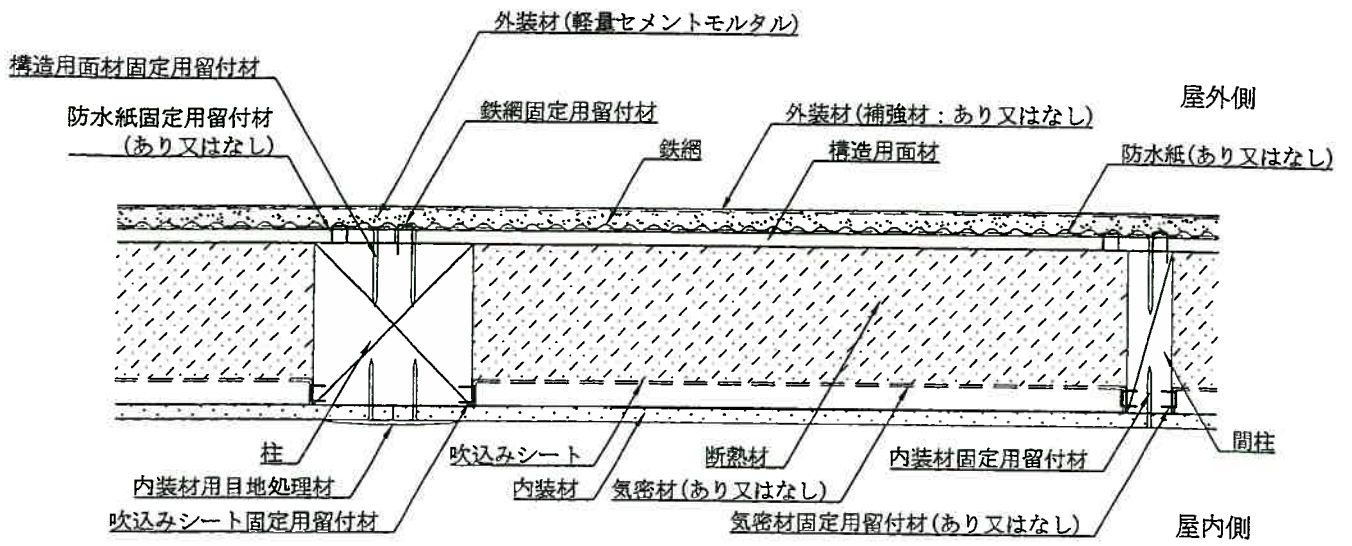 外装材(軽量セメントモルタル)
構造用面材固定用留付材
防水紙固定用留付材
(あり又はなし)
鉄網固定用留付材
鉄網
外装材(補強材：あり又はなし)
構造用面材
屋外側
防水紙(あり又はなし)
柱
内装材用目地処理材
吹込みシート固定用留付材
吹込みシート
内装材
断熱材
気密材(あり又はなし)
内装材固定用留付材
気密材固定用留付材(あり又はなし)
間柱
屋内側